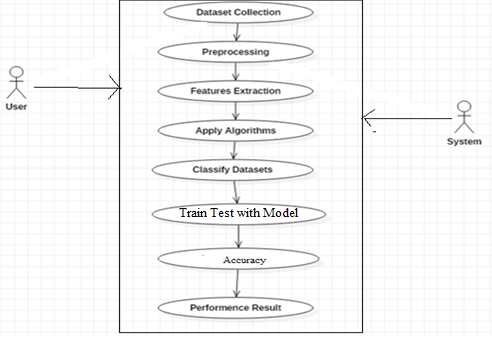 Dataset Collection
Preprocessing
Features Extraction
User
Apply Algorithms
System
Classify Datasets
Train Test with Model
Accuracy
Performence Result